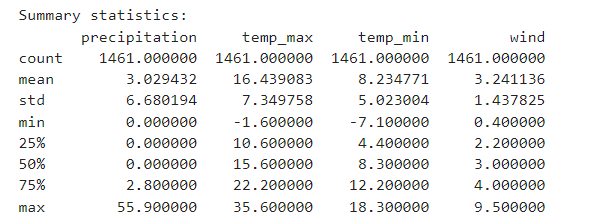 Summary statistics:
precipitation temp_max temp_min wind
count 1461.000000 1461.000000 1461.000000 1461.000000
mean 3.029432 16.439083 8.234771 3.241136
std 6.680194 7.349758 5.023004 1.437825
min 0.000000 -1.600000 -7.100000 0.400000
25% 0.000000 10.600000 4.400000 2.200000
50% 0.000000 15.600000 8.300000 3.000000
75% 2.800000 22.200000 12.200000 4.000000
max 55.900000 35.600000 18.300000 9.500000